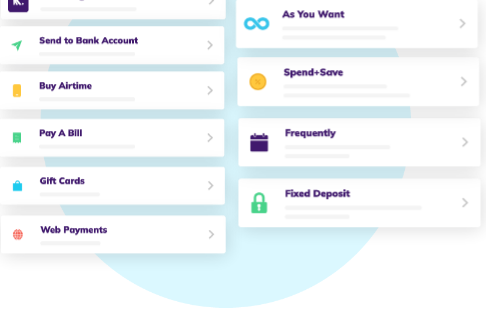 Send to Bank Account
Buy Airtime
Pay A Bill
Gift Cards
Web Payments
As You Want
Spend+Save
Frequently
Fixed Deposit